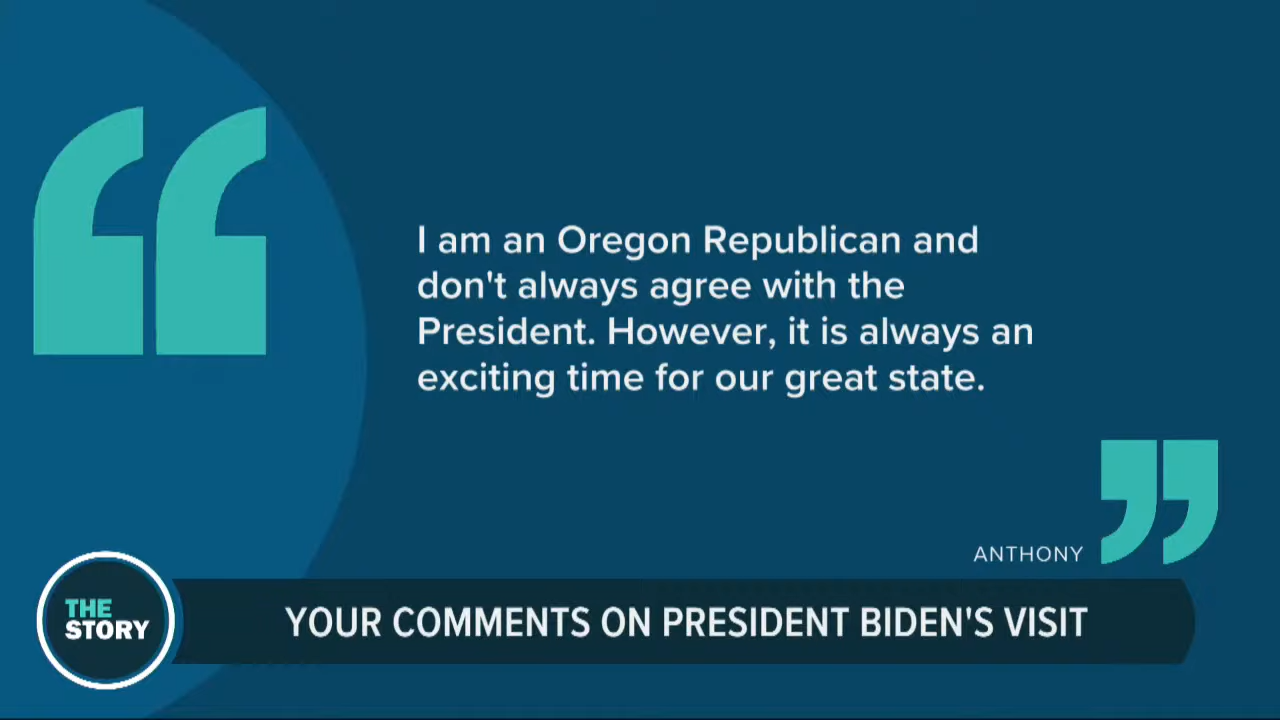 I am an Oregon Republican and
don't always agree with the
President. However, it is always an
exciting time for our great state.
ANTHONY
THE
STORY
YOUR COMMENTS ON PRESIDENT BIDEN'S VISIT